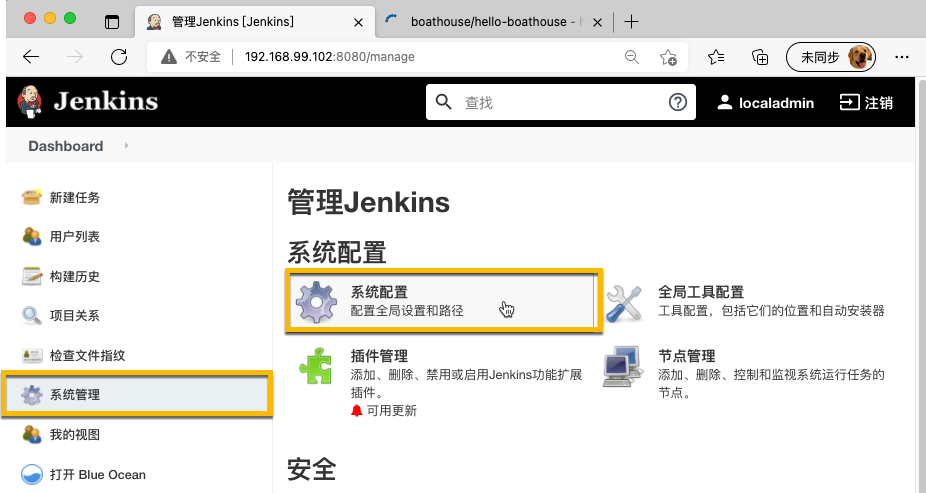 管理Jenkins [Jenkins]
boathouse/hello-boathouse - h
不安全 192.168.99.102:8080/manage
未同步
Jenkins
查找
localadmin
注销
Dashboard
新建任务
用户列表
构建历史
项目关系
检查文件指纹
系统管理
我的视图
打开 Blue Ocean
管理Jenkins
系统配置
系统配置
配置全局设置和路径
全局工具配置
工具配置，包括它们的位置和自动安装器
插件管理
添加、删除、禁用或启用Jenkins功能扩展
插件。
可用更新
节点管理
添加、删除、控制和监视系统运行任务的
节点。
安全